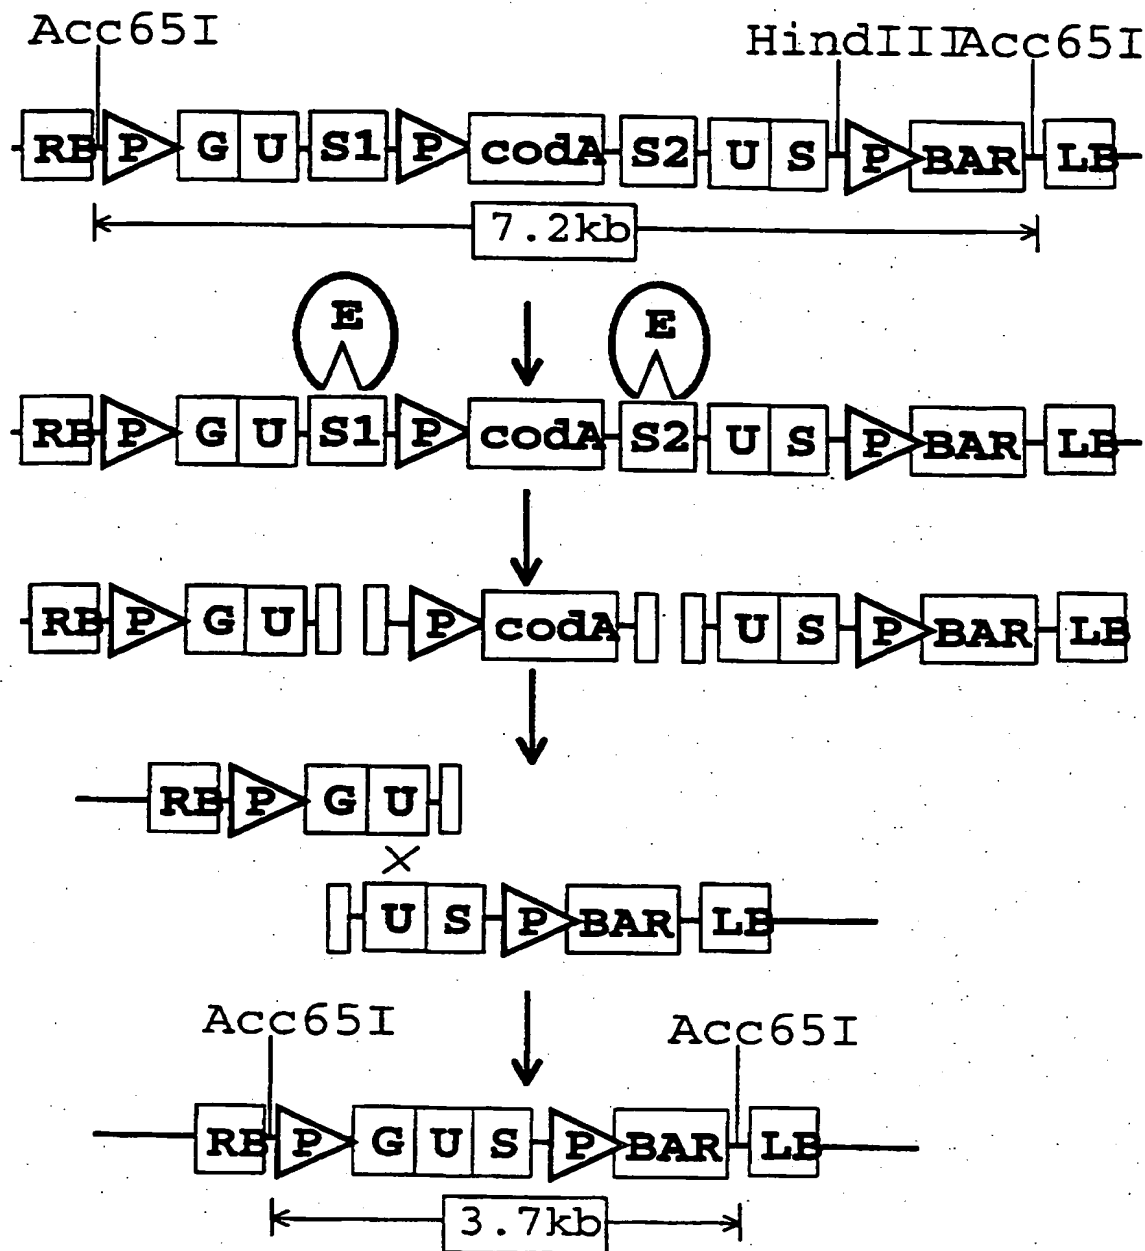 Acc65I HindIII Acc65I
RB P G U S1 P codA S2 U S P BAR LB
7.2kb
E E
RB P G U S1 P codA S2 U S P BAR LB
RB P G U P codA U S P BAR LB
RB P G U
U S P BAR LB
Acc65I Acc65I
RB P G U S P BAR LB
3.7kb